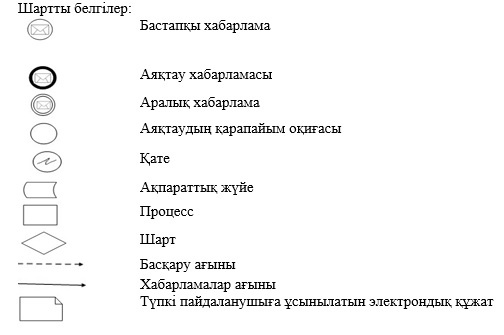 Шартты белгілер:
Бастапқы хабарлама
Аяқтау хабарламасы
Аралық хабарлама
Аяқтаудың қарапайым оқиғасы
Қате
Ақпараттық жүйе
Процесс
Шарт
Басқару ағыны
Хабарламалар ағыны
Түпкі пайдаланушыға ұсынылатын электрондық құжат